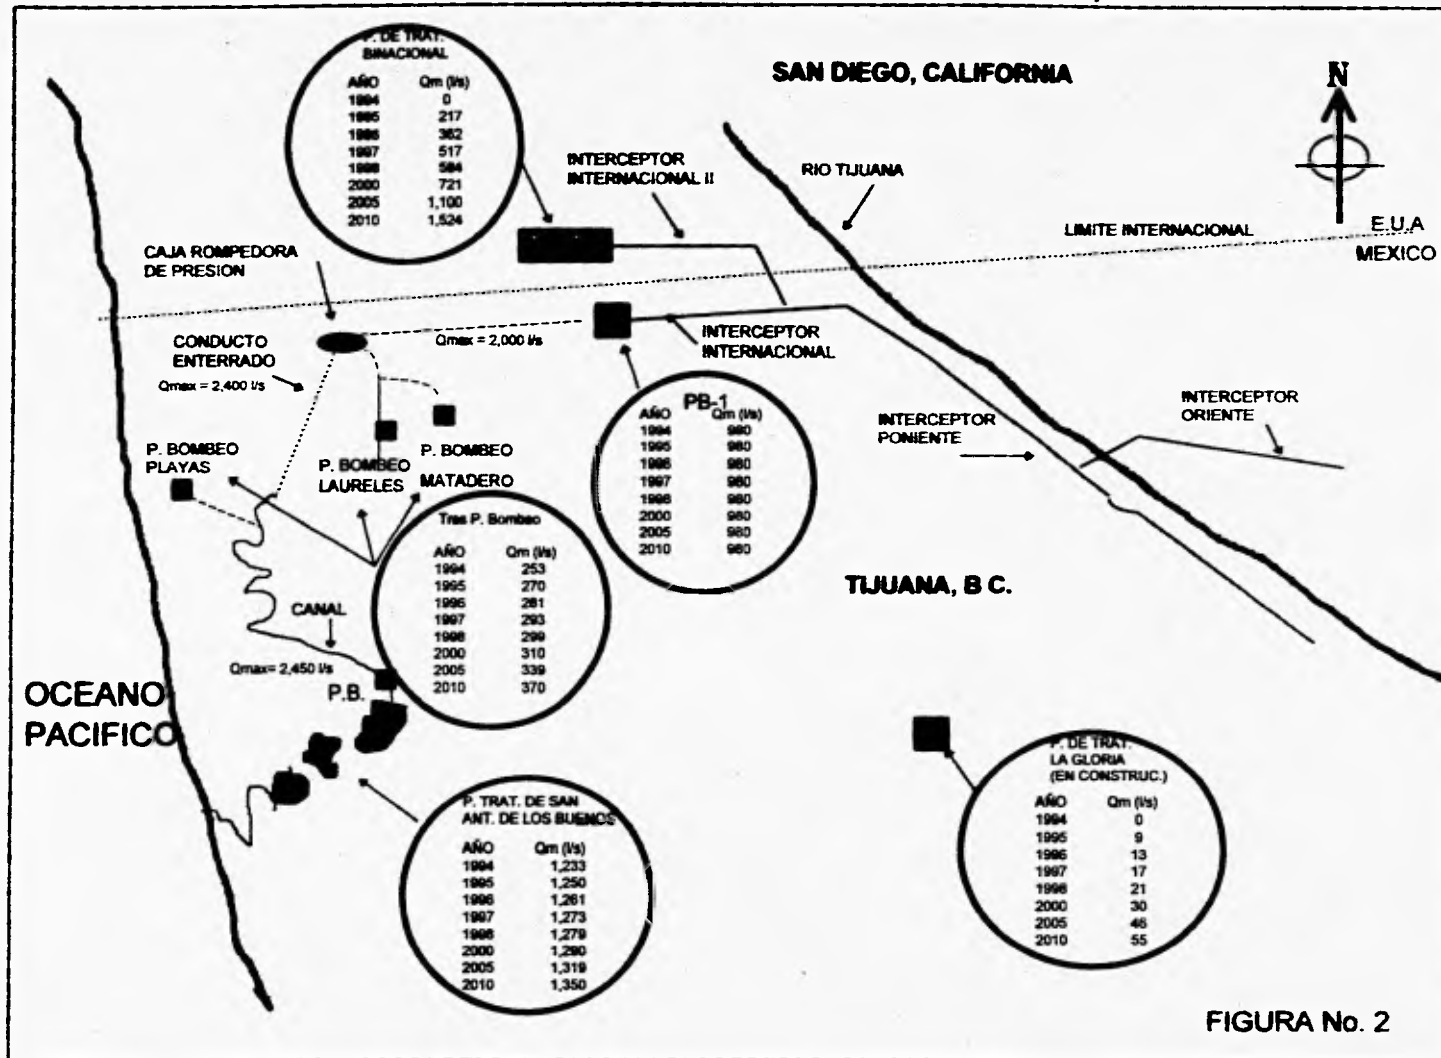 P. DE TRAT.
BINACIONAL
AÑO Qm (l/s)
1994 0
1995 217
1996 362
1997 517
1998 584
2000 721
2005 1,100
2010 1,524
SAN DIEGO, CALIFORNIA
N
INTERCEPTOR
INTERNACIONAL II
RIO TIJUANA
LIMITE INTERNACIONAL
E.U.A
MEXICO
CAJA ROMPEDORA
DE PRESION
CONDUCTO
ENTERRADO
Qmax = 2,400 l/s
Qmax = 2,000 l/s
INTERCEPTOR
INTERNACIONAL
PB-1
AÑO Qm (l/s)
1994 980
1995 980
1996 980
1997 980
1998 980
2000 980
2005 980
2010 980
INTERCEPTOR
PONIENTE
INTERCEPTOR
ORIENTE
P. BOMBEO
PLAYAS
P. BOMBEO
LAURELES
P. BOMBEO
MATADERO
Tres P. Bombeo
AÑO Qm (l/s)
1994 253
1995 270
1996 281
1997 293
1998 299
2000 310
2005 339
2010 370
TIJUANA, B C.
CANAL
Qmax= 2,450 l/s
P.B.
OCEANO
PACIFICO
P. TRAT. DE SAN
ANT. DE LOS BUENOS
AÑO Qm (l/s)
1994 1,233
1995 1,250
1996 1,261
1997 1,273
1998 1,279
2000 1,290
2005 1,319
2010 1,350
P. DE TRAT.
LA GLORIA
(EN CONSTRUC.)
AÑO Qm (l/s)
1994 0
1995 9
1996 13
1997 17
1998 21
2000 30
2005 46
2010 55
FIGURA No. 2